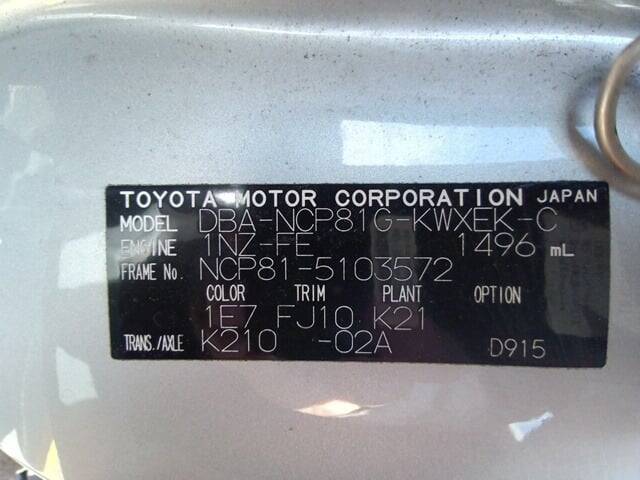 TOYOTA MOTOR CORPORATION JAPAN
MODEL DBA-NCP81G-KWXEK-C
ENGINE 1NZ-FE 1496 mL
FRAME No. NCP81-5103572
COLOR TRIM PLANT OPTION
1E7 FJ10 K21
TRANS./AXLE K210 -02A D915